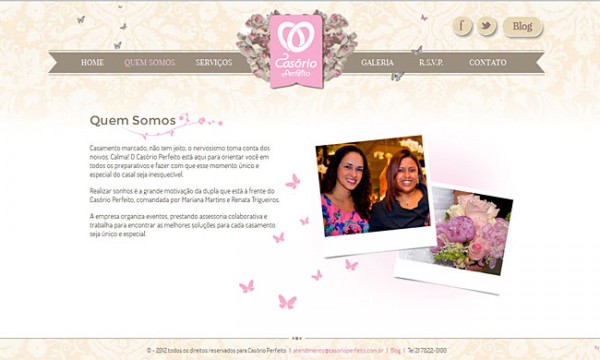 f Blog
Casório
Perfeito
HOME QUEM SOMOS SERVIÇOS GALERIA R.S.V.P. CONTATO
Quem Somos
Casamento marcado, não tem jeito; o nervosismo toma conta dos
noivos. Calma! O Casório Perfeito está aqui para orientar você em
todos os preparativos e fazer com que esse momento único e
especial do casal seja inesquecível.
Realizar sonhos é a grande motivação da dupla que está à frente do
Casório Perfeito, comandada por Mariana Martins e Renata Trigueiros.
A empresa organiza eventos, prestando assessoria colaborativa e
trabalha para encontrar as melhores soluções para cada casamento
seja único e especial.
© - 2012 todos os direitos reservados para Casório Perfeito | atendimento@casorioperfeito.com.br | Blog | Tel 21 7822-0100